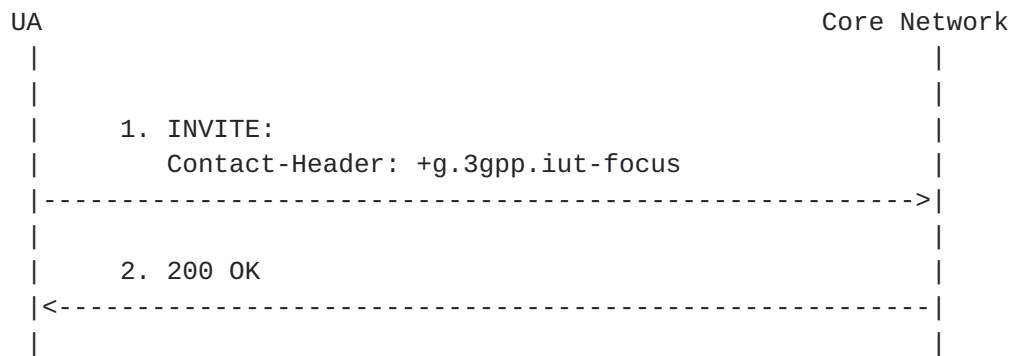 UA Core Network
1. INVITE:
Contact-Header: +g.3gpp.iut-focus
2. 200 OK